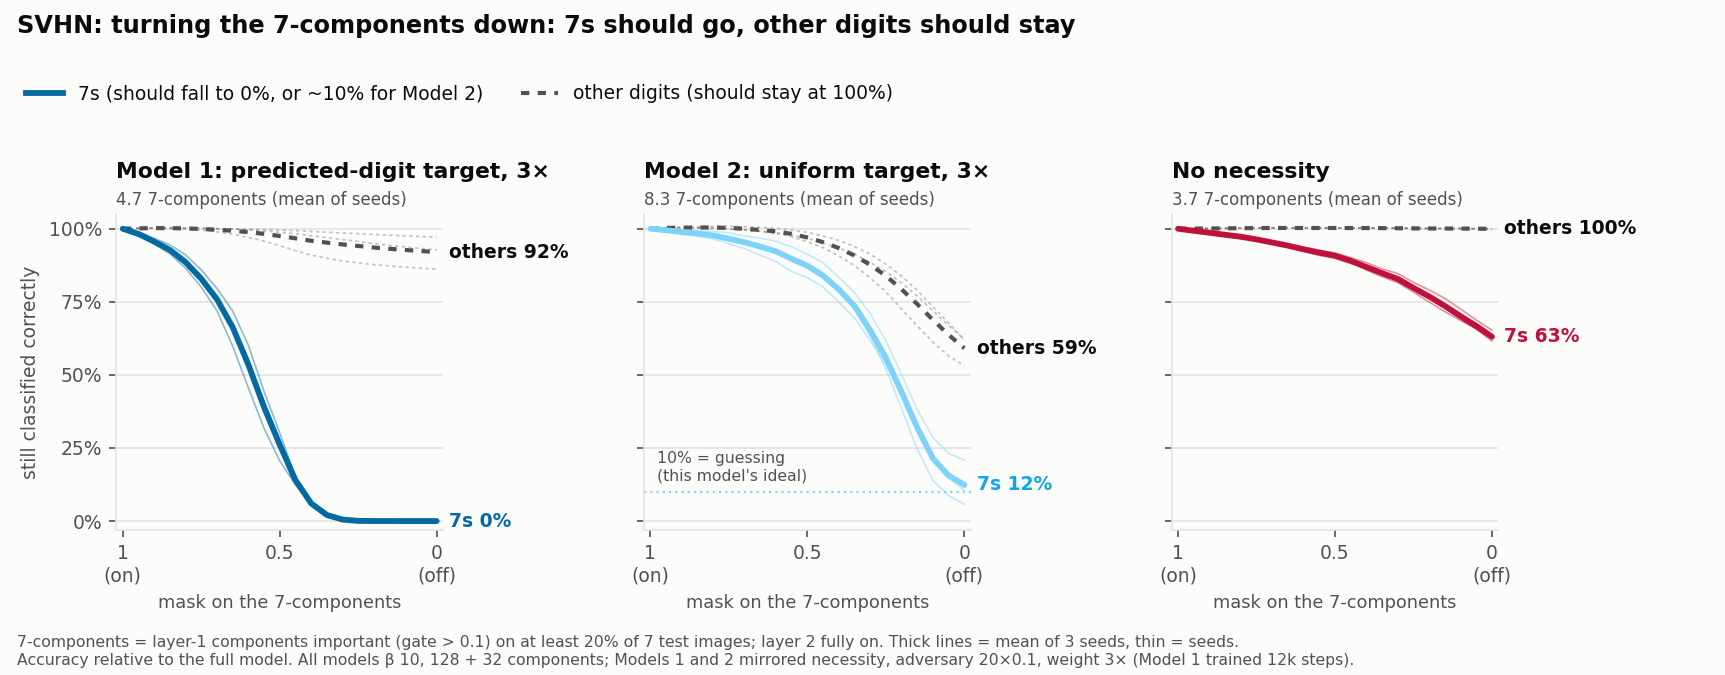 SVHN: turning the 7-components down: 7s should go, other digits should stay
7s (should fall to 0%, or ~10% for Model 2)
other digits (should stay at 100%)
Model 1: predicted-digit target, 3×
4.7 7-components (mean of seeds)
100%
75%
50%
25%
0%
still classified correctly
others 92%
7s 0%
1
(on)
0.5
0
(off)
mask on the 7-components
Model 2: uniform target, 3×
8.3 7-components (mean of seeds)
others 59%
10% = guessing
(this model's ideal)
7s 12%
1
(on)
0.5
0
(off)
mask on the 7-components
No necessity
3.7 7-components (mean of seeds)
others 100%
7s 63%
1
(on)
0.5
0
(off)
mask on the 7-components
7-components = layer-1 components important (gate > 0.1) on at least 20% of 7 test images; layer 2 fully on. Thick lines = mean of 3 seeds, thin = seeds.
Accuracy relative to the full model. All models β 10, 128 + 32 components; Models 1 and 2 mirrored necessity, adversary 20×0.1, weight 3× (Model 1 trained 12k steps).